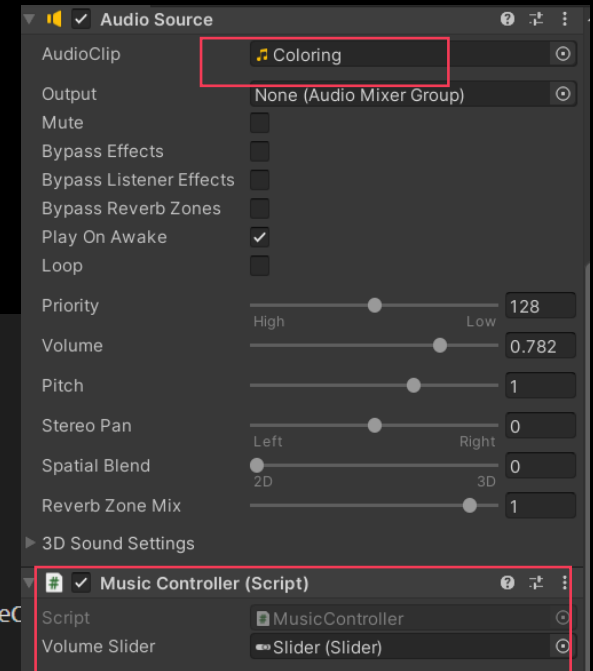 Audio Source
AudioClip Coloring
Output None (Audio Mixer Group)
Mute
Bypass Effects
Bypass Listener Effects
Bypass Reverb Zones
Play On Awake
Loop
Priority 128
High Low
Volume 0.782
Pitch 1
Stereo Pan 0
Left Right
Spatial Blend 0
2D 3D
Reverb Zone Mix 1
3D Sound Settings
# Music Controller (Script)
Script # MusicController
Volume Slider Slider (Slider)